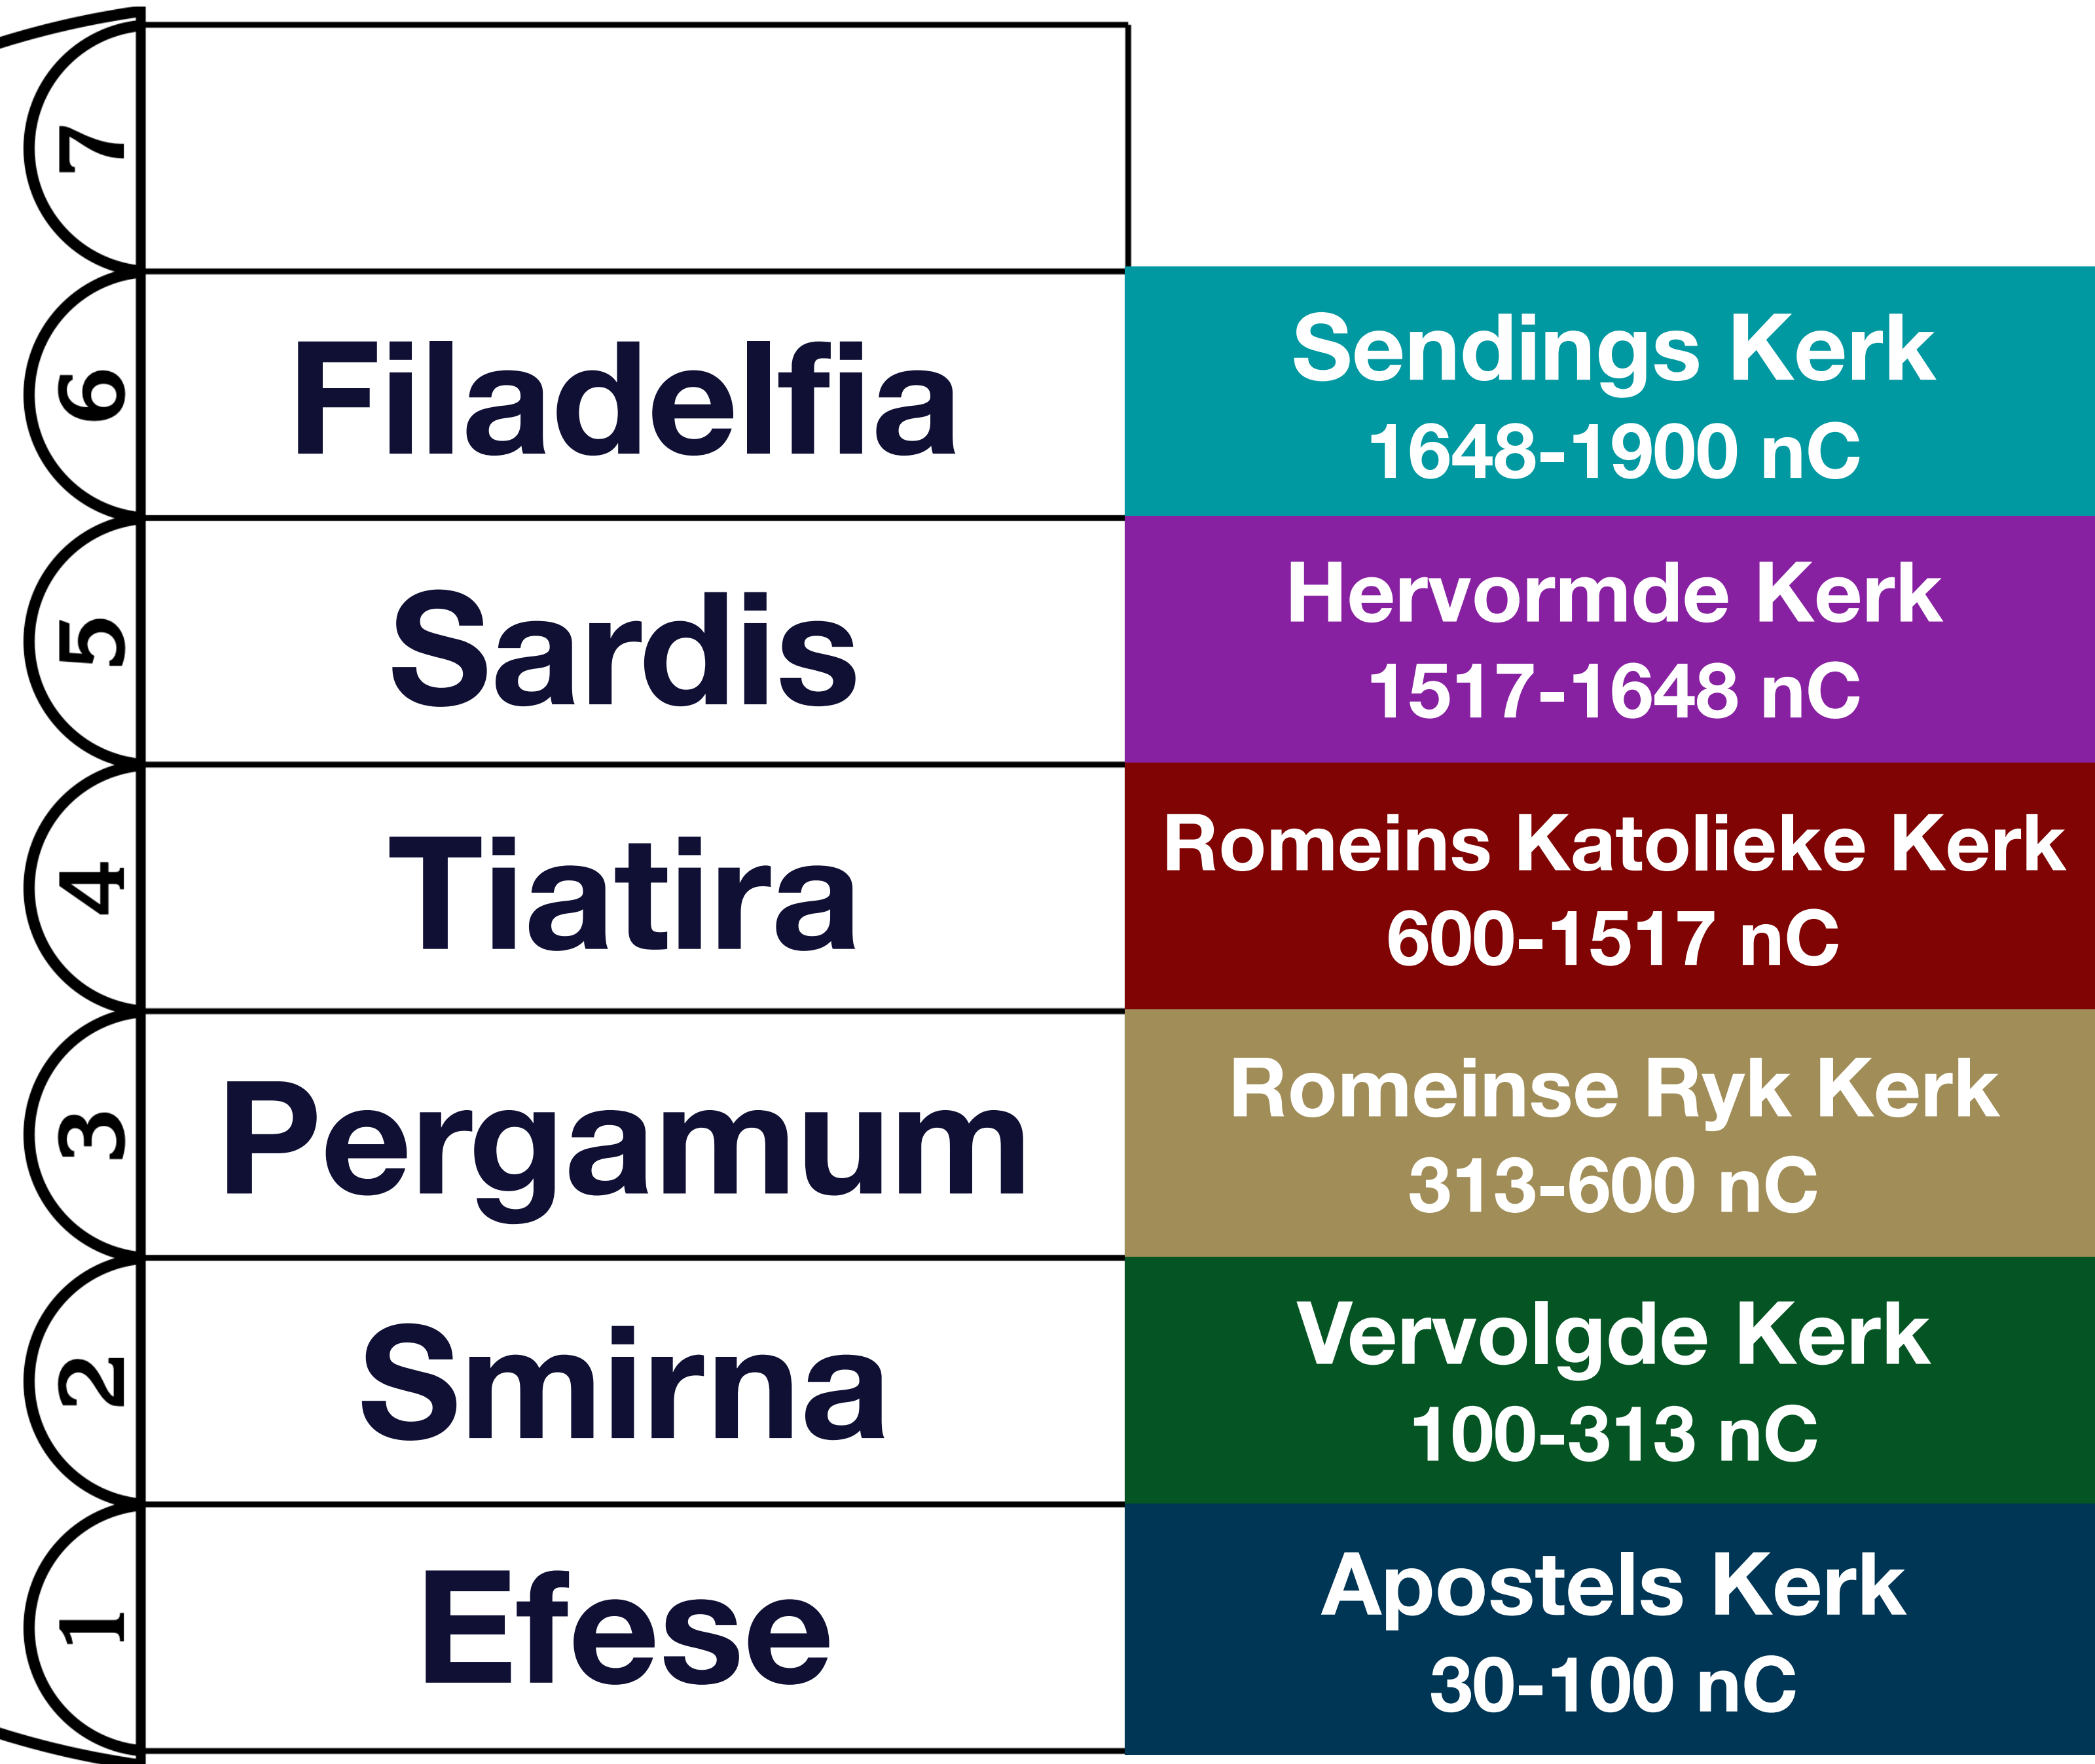 7
6
Filadelfia
Sendings Kerk
1648-1900 nC
5
Sardis
Hervormde Kerk
1517-1648 nC
4
Tiatira
Romeins Katolieke Kerk
600-1517 nC
3
Pergamum
Romeinse Ryk Kerk
313-600 nC
2
Smirna
Vervolgde Kerk
100-313 nC
1
Efese
Apostels Kerk
30-100 nC